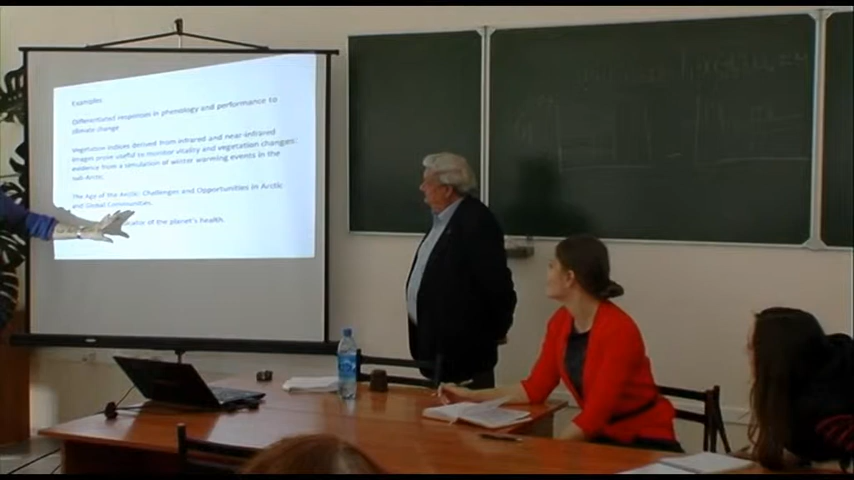 Examples
Differentiated responses in phenology and performance to
climate change
Vegetation indices derived from infrared and near-infrared
images prove useful to monitor vitality and vegetation changes:
evidence from a simulation of winter warming events in the
sub-Arctic.
The Age of the Arctic: Challenges and Opportunities in Arctic
and Global Communities.
of the planet's health.